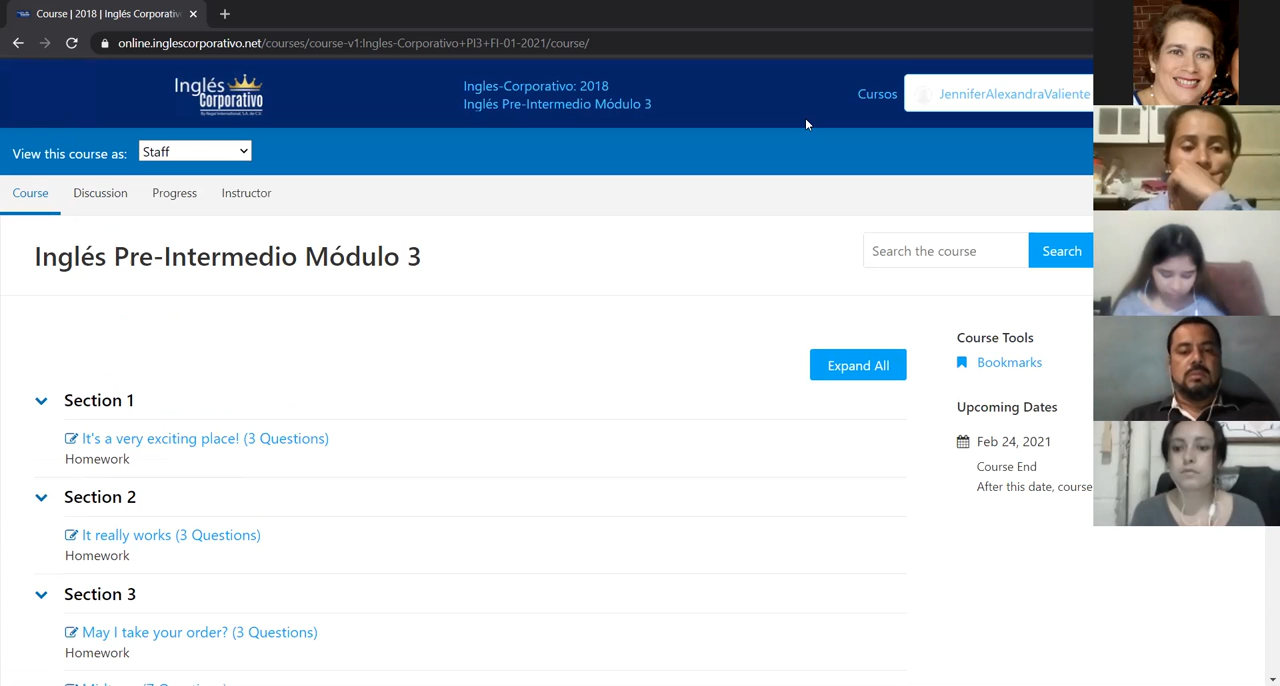 Course | 2018 | Inglés Corporativ
online.inglescorporativo.net/courses/course-v1:Ingles-Corporativo+PI3+FI-01-2021/course/
Inglés
Corporativo
Ingles-Corporativo: 2018
Inglés Pre-Intermedio Módulo 3
Cursos
JenniferAlexandraValiente
View this course as:
Staff
Course
Discussion
Progress
Instructor
Inglés Pre-Intermedio Módulo 3
Search the course
Search
Expand All
Course Tools
Bookmarks
Upcoming Dates
Feb 24, 2021
Course End
After this date, course
Section 1
It's a very exciting place! (3 Questions)
Homework
Section 2
It really works (3 Questions)
Homework
Section 3
May I take your order? (3 Questions)
Homework